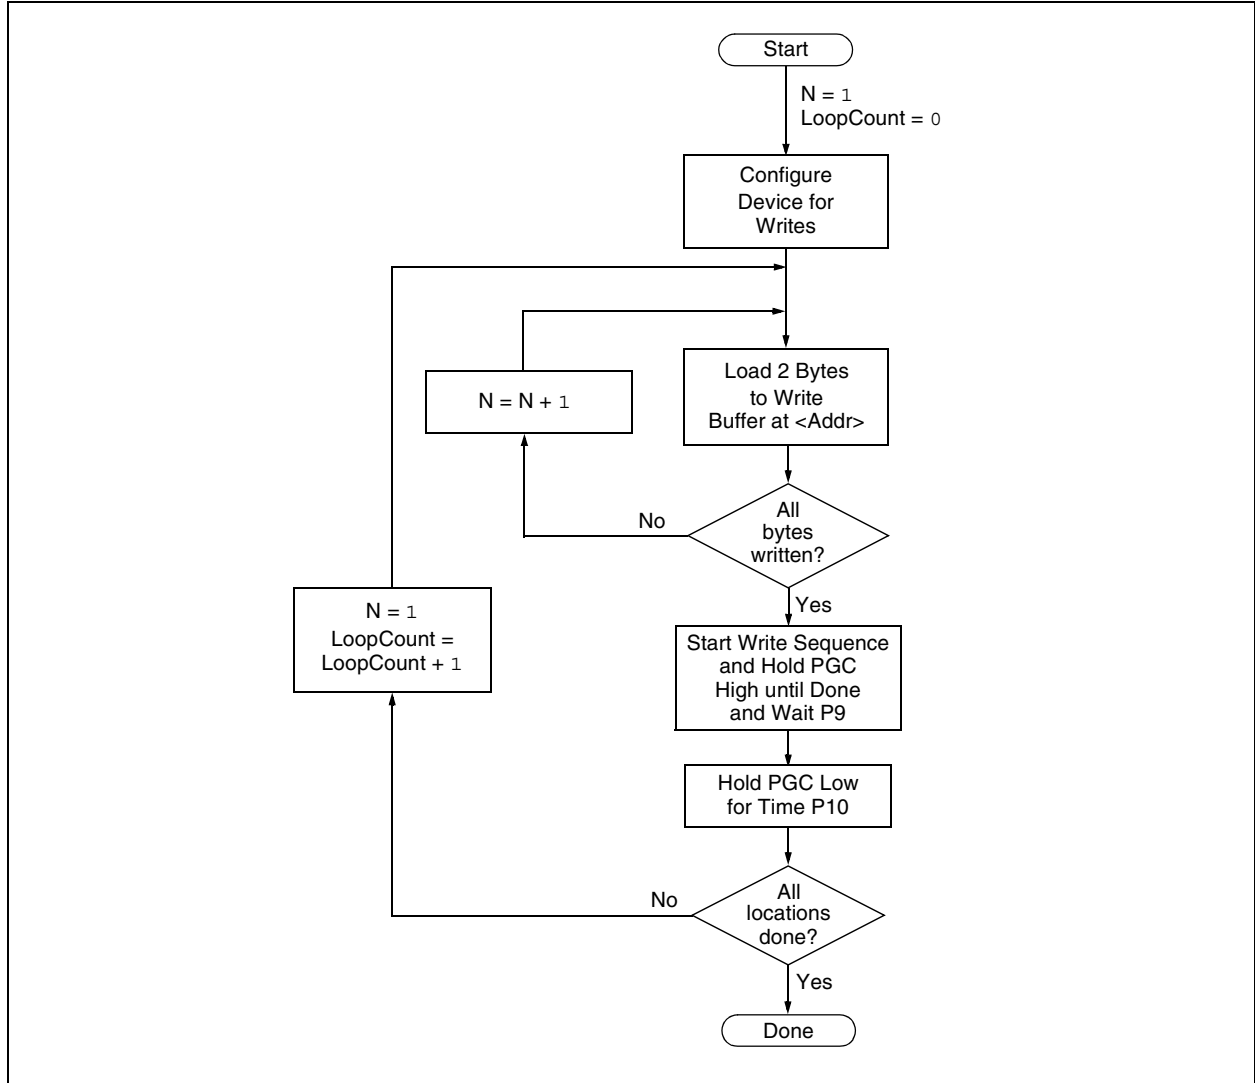 Start
N = 1
LoopCount = 0
Configure
Device for
Writes
Load 2 Bytes
to Write
Buffer at <Addr>
N = N + 1
All
bytes
written?
No
Yes
N = 1
LoopCount =
LoopCount + 1
Start Write Sequence
and Hold PGC
High until Done
and Wait P9
Hold PGC Low
for Time P10
All
locations
done?
No
Yes
Done